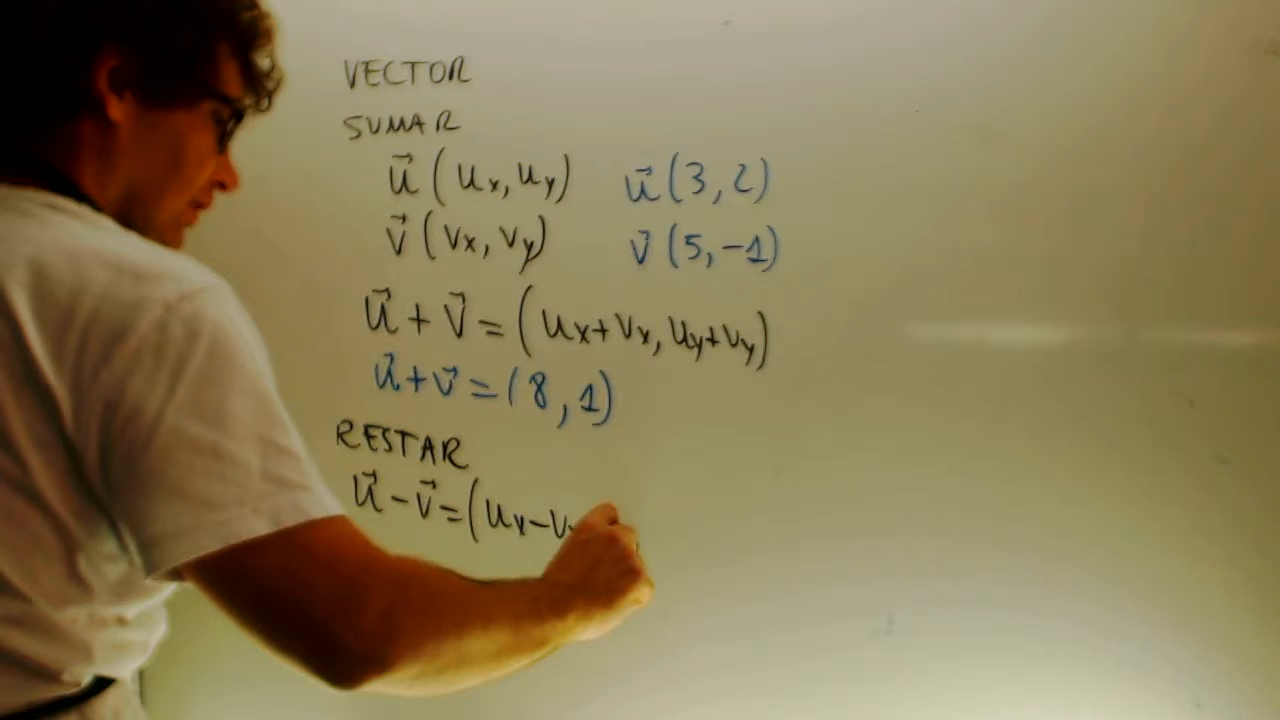 VECTOR
SUMAR
u⃗ (ux, uy) u⃗ (3, 2)
v⃗ (vx, vy) v⃗ (5, -1)
u⃗ + v⃗ = (ux+vx, uy+vy)
u⃗+v⃗ = (8, 1)
RESTAR
u⃗ - v⃗ = (ux-v